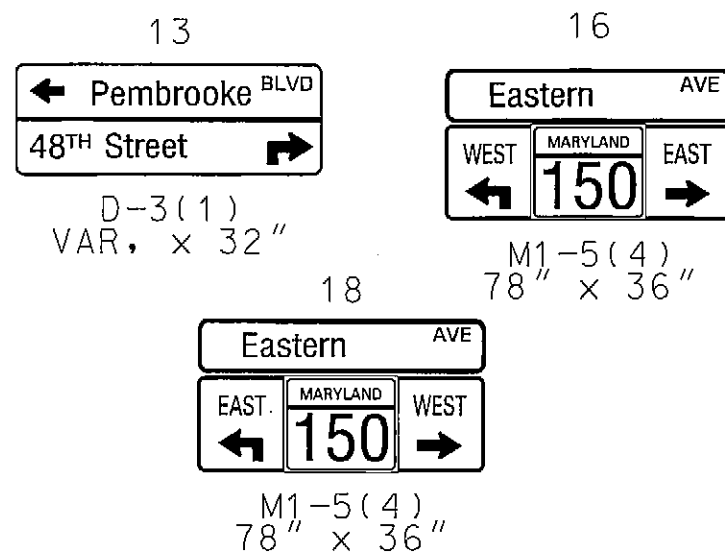 13
Pembrooke BLVD
48TH Street
D-3(1)
VAR. x 32"
16
Eastern AVE
WEST MARYLAND EAST
150
M1-5(4)
78" x 36"
18
Eastern AVE
EAST. MARYLAND WEST
150
M1-5(4)
78" x 36"